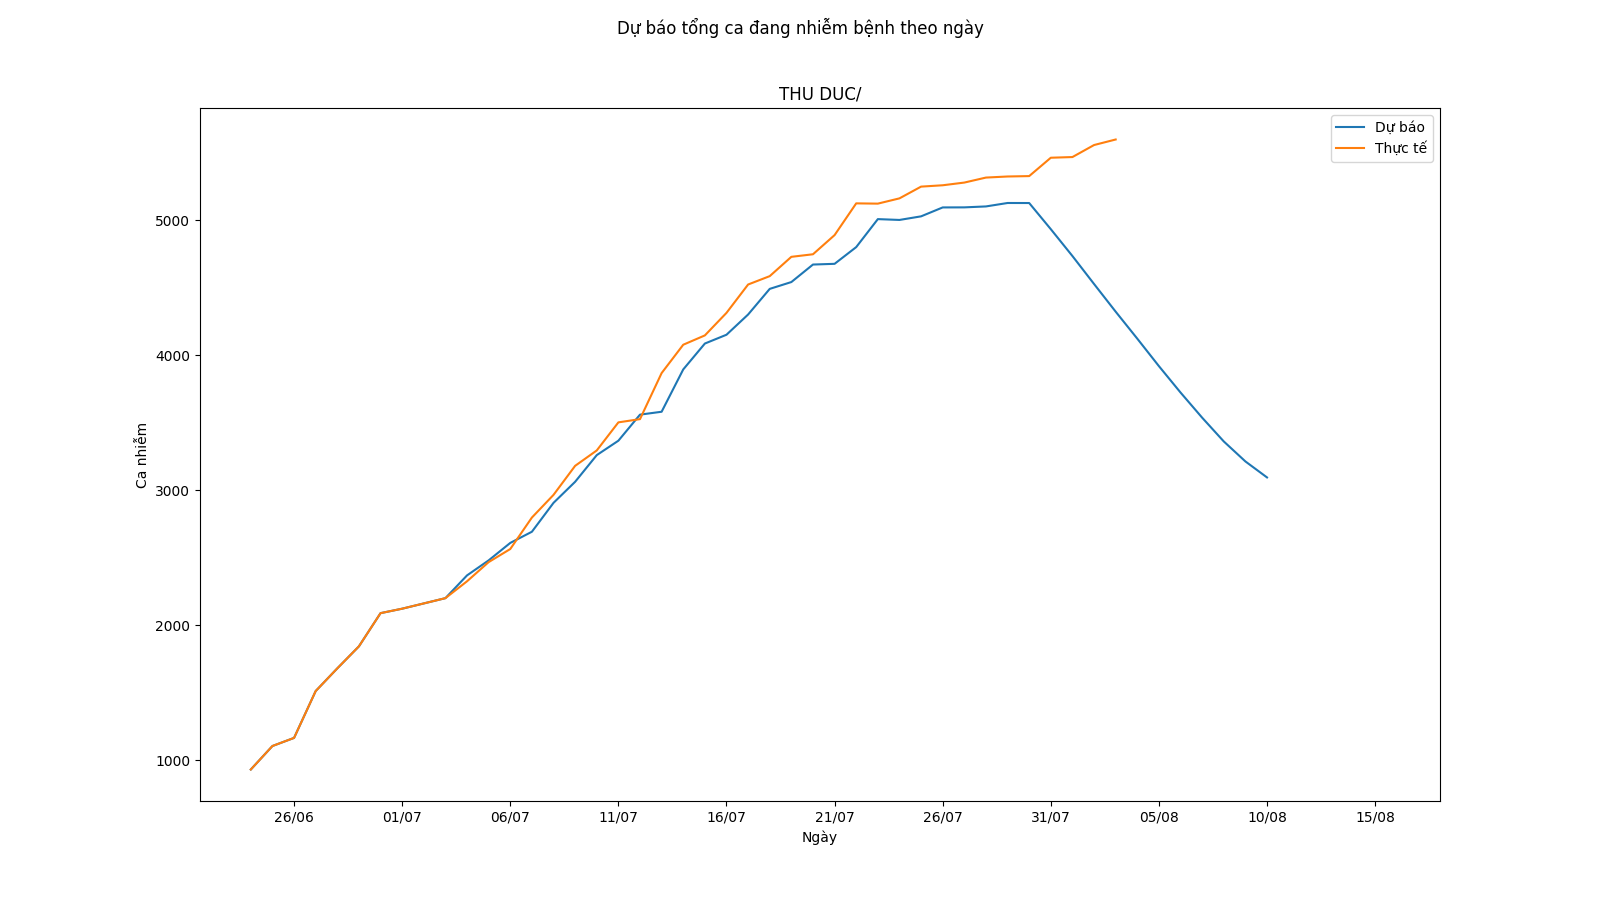 Dự báo tổng ca đang nhiễm bệnh theo ngày
THU DUC/
Dự báo
Thực tế
5000
4000
3000
2000
1000
Ca nhiễm
26/06 01/07 06/07 11/07 16/07 21/07 26/07 31/07 05/08 10/08 15/08
Ngày